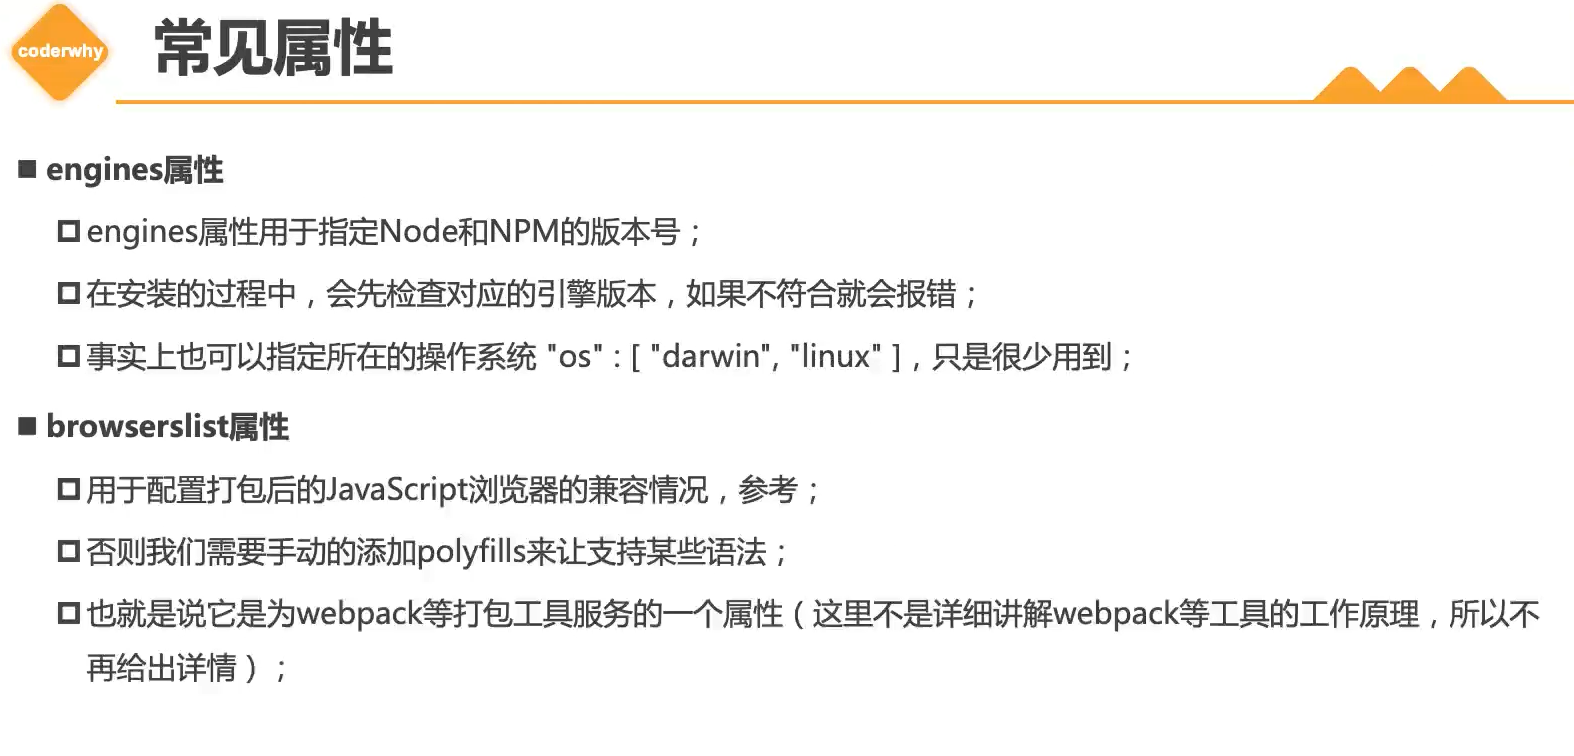 coderwhy
常见属性
engines属性
engines属性用于指定Node和NPM的版本号；
在安装的过程中，会先检查对应的引擎版本，如果不符合就会报错；
事实上也可以指定所在的操作系统 "os" : [ "darwin", "linux" ]，只是很少用到；
browserslist属性
用于配置打包后的JavaScript浏览器的兼容情况，参考；
否则我们需要手动的添加polyfills来让支持某些语法；
也就是说它是为webpack等打包工具服务的一个属性（这里不是详细讲解webpack等工具的工作原理，所以不
再给出详情）；